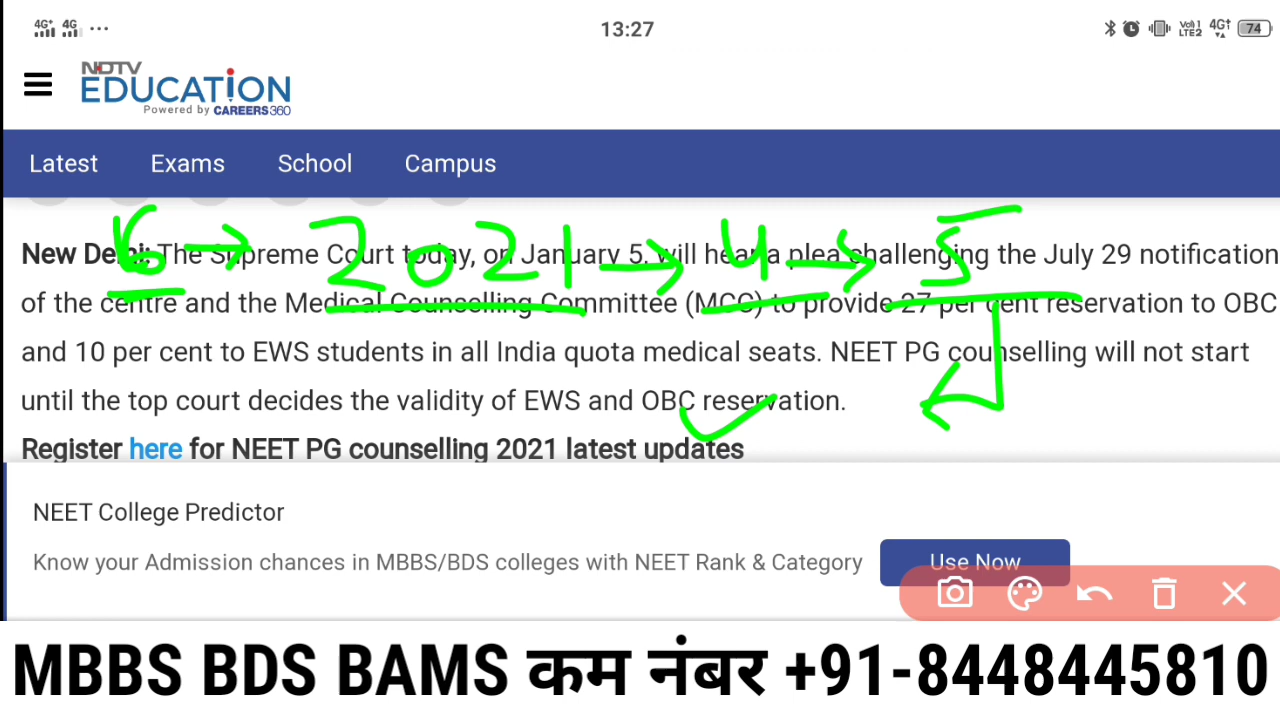 4G+ 4G ... 13:27 Vo)) 1 LTE2 4G↑ 74
NDTV
EDUCATION
Powered by CAREERS360
Latest Exams School Campus
6 → 2021 → 4 → 5
New Delhi: The Supreme Court today, on January 5, will hear a plea challenging the July 29 notification
of the centre and the Medical Counselling Committee (MCC) to provide 27 per cent reservation to OBC
and 10 per cent to EWS students in all India quota medical seats. NEET PG counselling will not start
until the top court decides the validity of EWS and OBC reservation.
Register here for NEET PG counselling 2021 latest updates
NEET College Predictor
Know your Admission chances in MBBS/BDS colleges with NEET Rank & Category
Use Now
MBBS BDS BAMS कम नंबर +91-8448445810